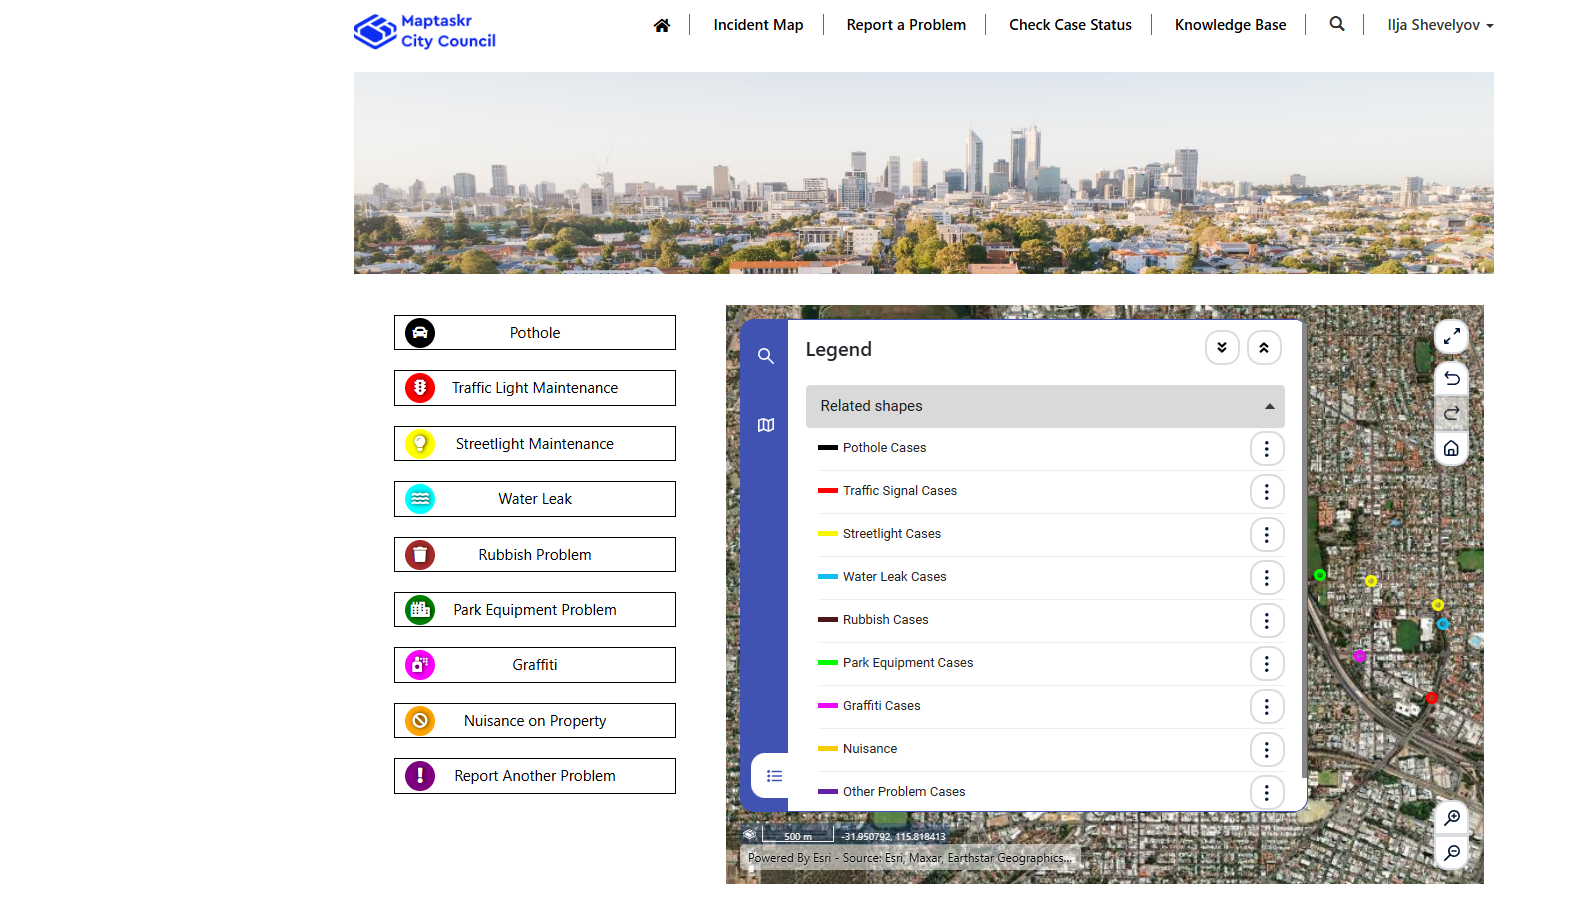 Maptaskr
City Council
Incident Map
Report a Problem
Check Case Status
Knowledge Base
Ilja Shevelyov
Pothole
Traffic Light Maintenance
Streetlight Maintenance
Water Leak
Rubbish Problem
Park Equipment Problem
Graffiti
Nuisance on Property
Report Another Problem
Legend
Related shapes
Pothole Cases
Traffic Signal Cases
Streetlight Cases
Water Leak Cases
Rubbish Cases
Park Equipment Cases
Graffiti Cases
Nuisance
Other Problem Cases
500 m
-31.950792, 115.818413
Powered By Esri - Source: Esri, Maxar, Earthstar Geographics...